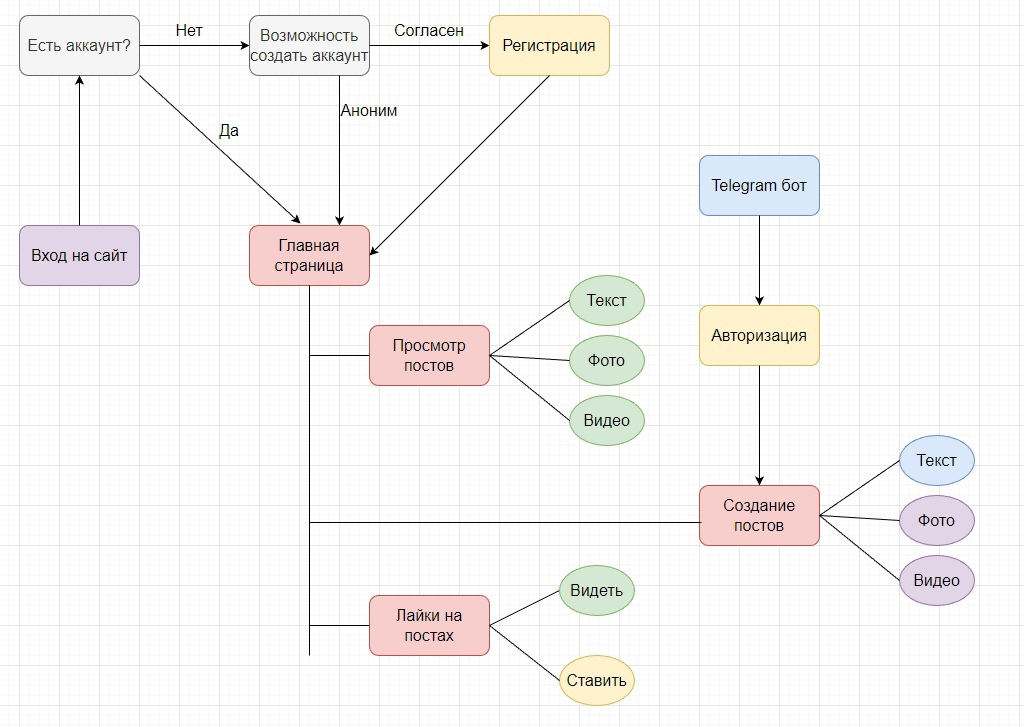 Есть аккаунт?
Нет
Возможность
создать аккаунт
Согласен
Регистрация
Аноним
Да
Telegram бот
Вход на сайт
Главная
страница
Текст
Просмотр
постов
Фото
Видео
Авторизация
Создание
постов
Текст
Фото
Видео
Лайки на
постах
Видеть
Ставить